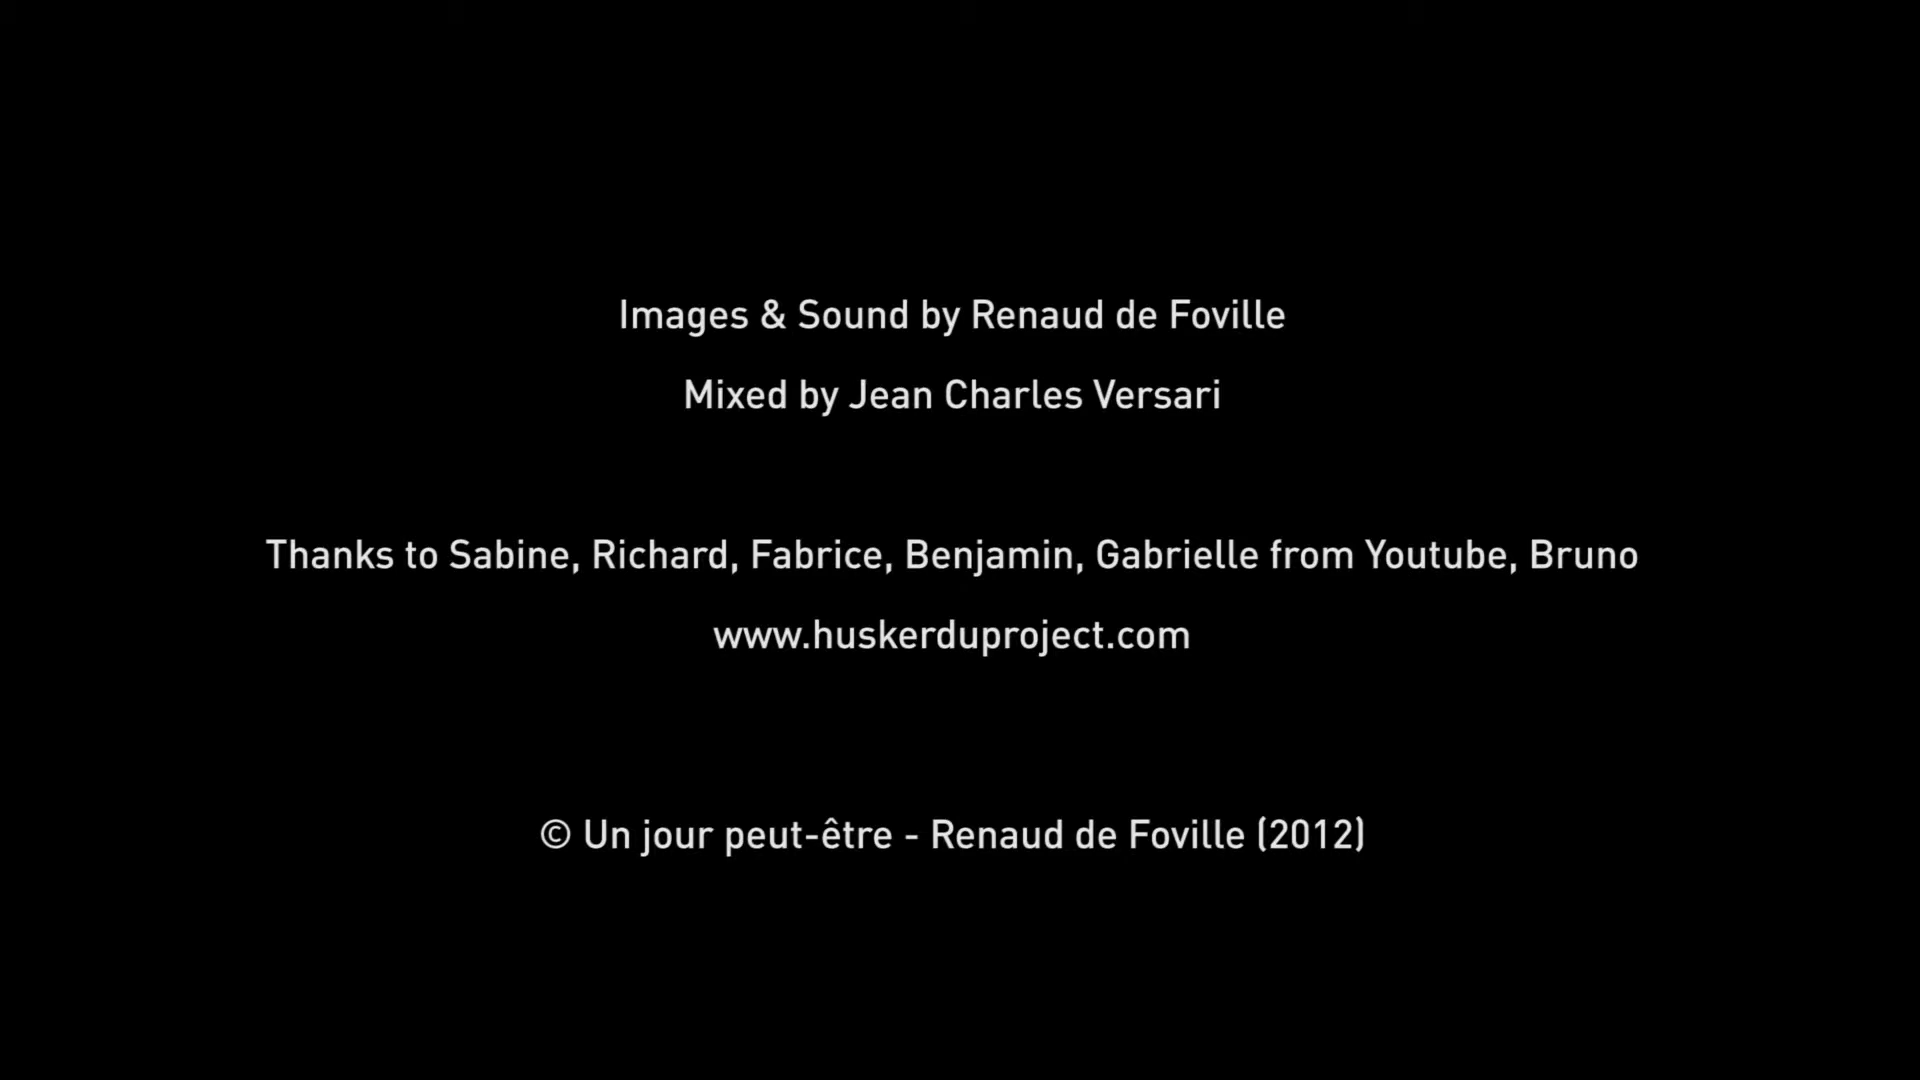 Images & Sound by Renaud de Foville
Mixed by Jean Charles Versari
Thanks to Sabine, Richard, Fabrice, Benjamin, Gabrielle from Youtube, Bruno
www.huskerduproject.com
© Un jour peut-être - Renaud de Foville (2012)